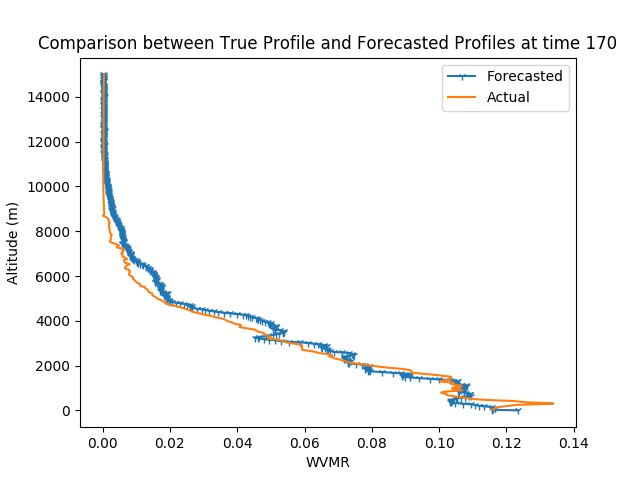 Comparison between True Profile and Forecasted Profiles at time 170
Forecasted
Actual
14000
12000
10000
8000
6000
4000
2000
0
Altitude (m)
0.00 0.02 0.04 0.06 0.08 0.10 0.12 0.14
WVMR